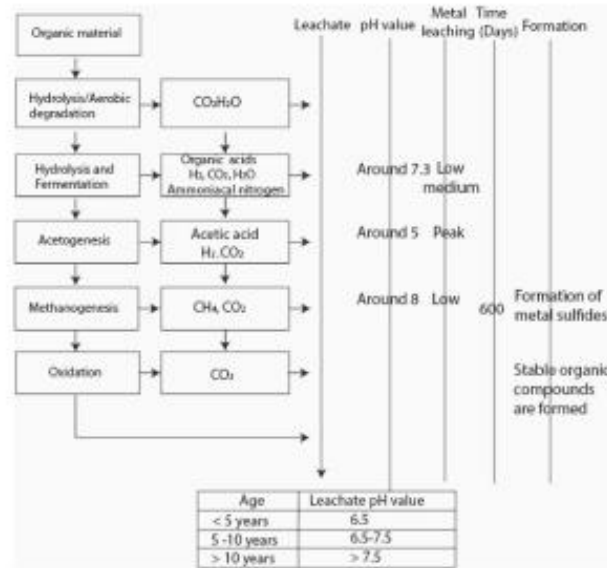 Organic material
Leachate
pH value
Metal
leaching
Time
(Days)
Formation
Hydrolysis/Aerobic
degradation
CO₂H₂O
Hydrolysis and
Fermentation
Organic acids
H₂, CO₂, H₂O
Ammoniacal nitrogen
Around 7.3
Low
medium
Acetogenesis
Acetic acid
H₂. CO₂
Around 5
Peak
Methanogenesis
CH₄, CO₂
Around 8
Low
600
Formation of
metal sulfides
Oxidation
CO₂
Stable organic
compounds
are formed
Age
Leachate pH value
< 5 years
6.5
5 -10 years
6.5-7.5
> 10 years
> 7.5